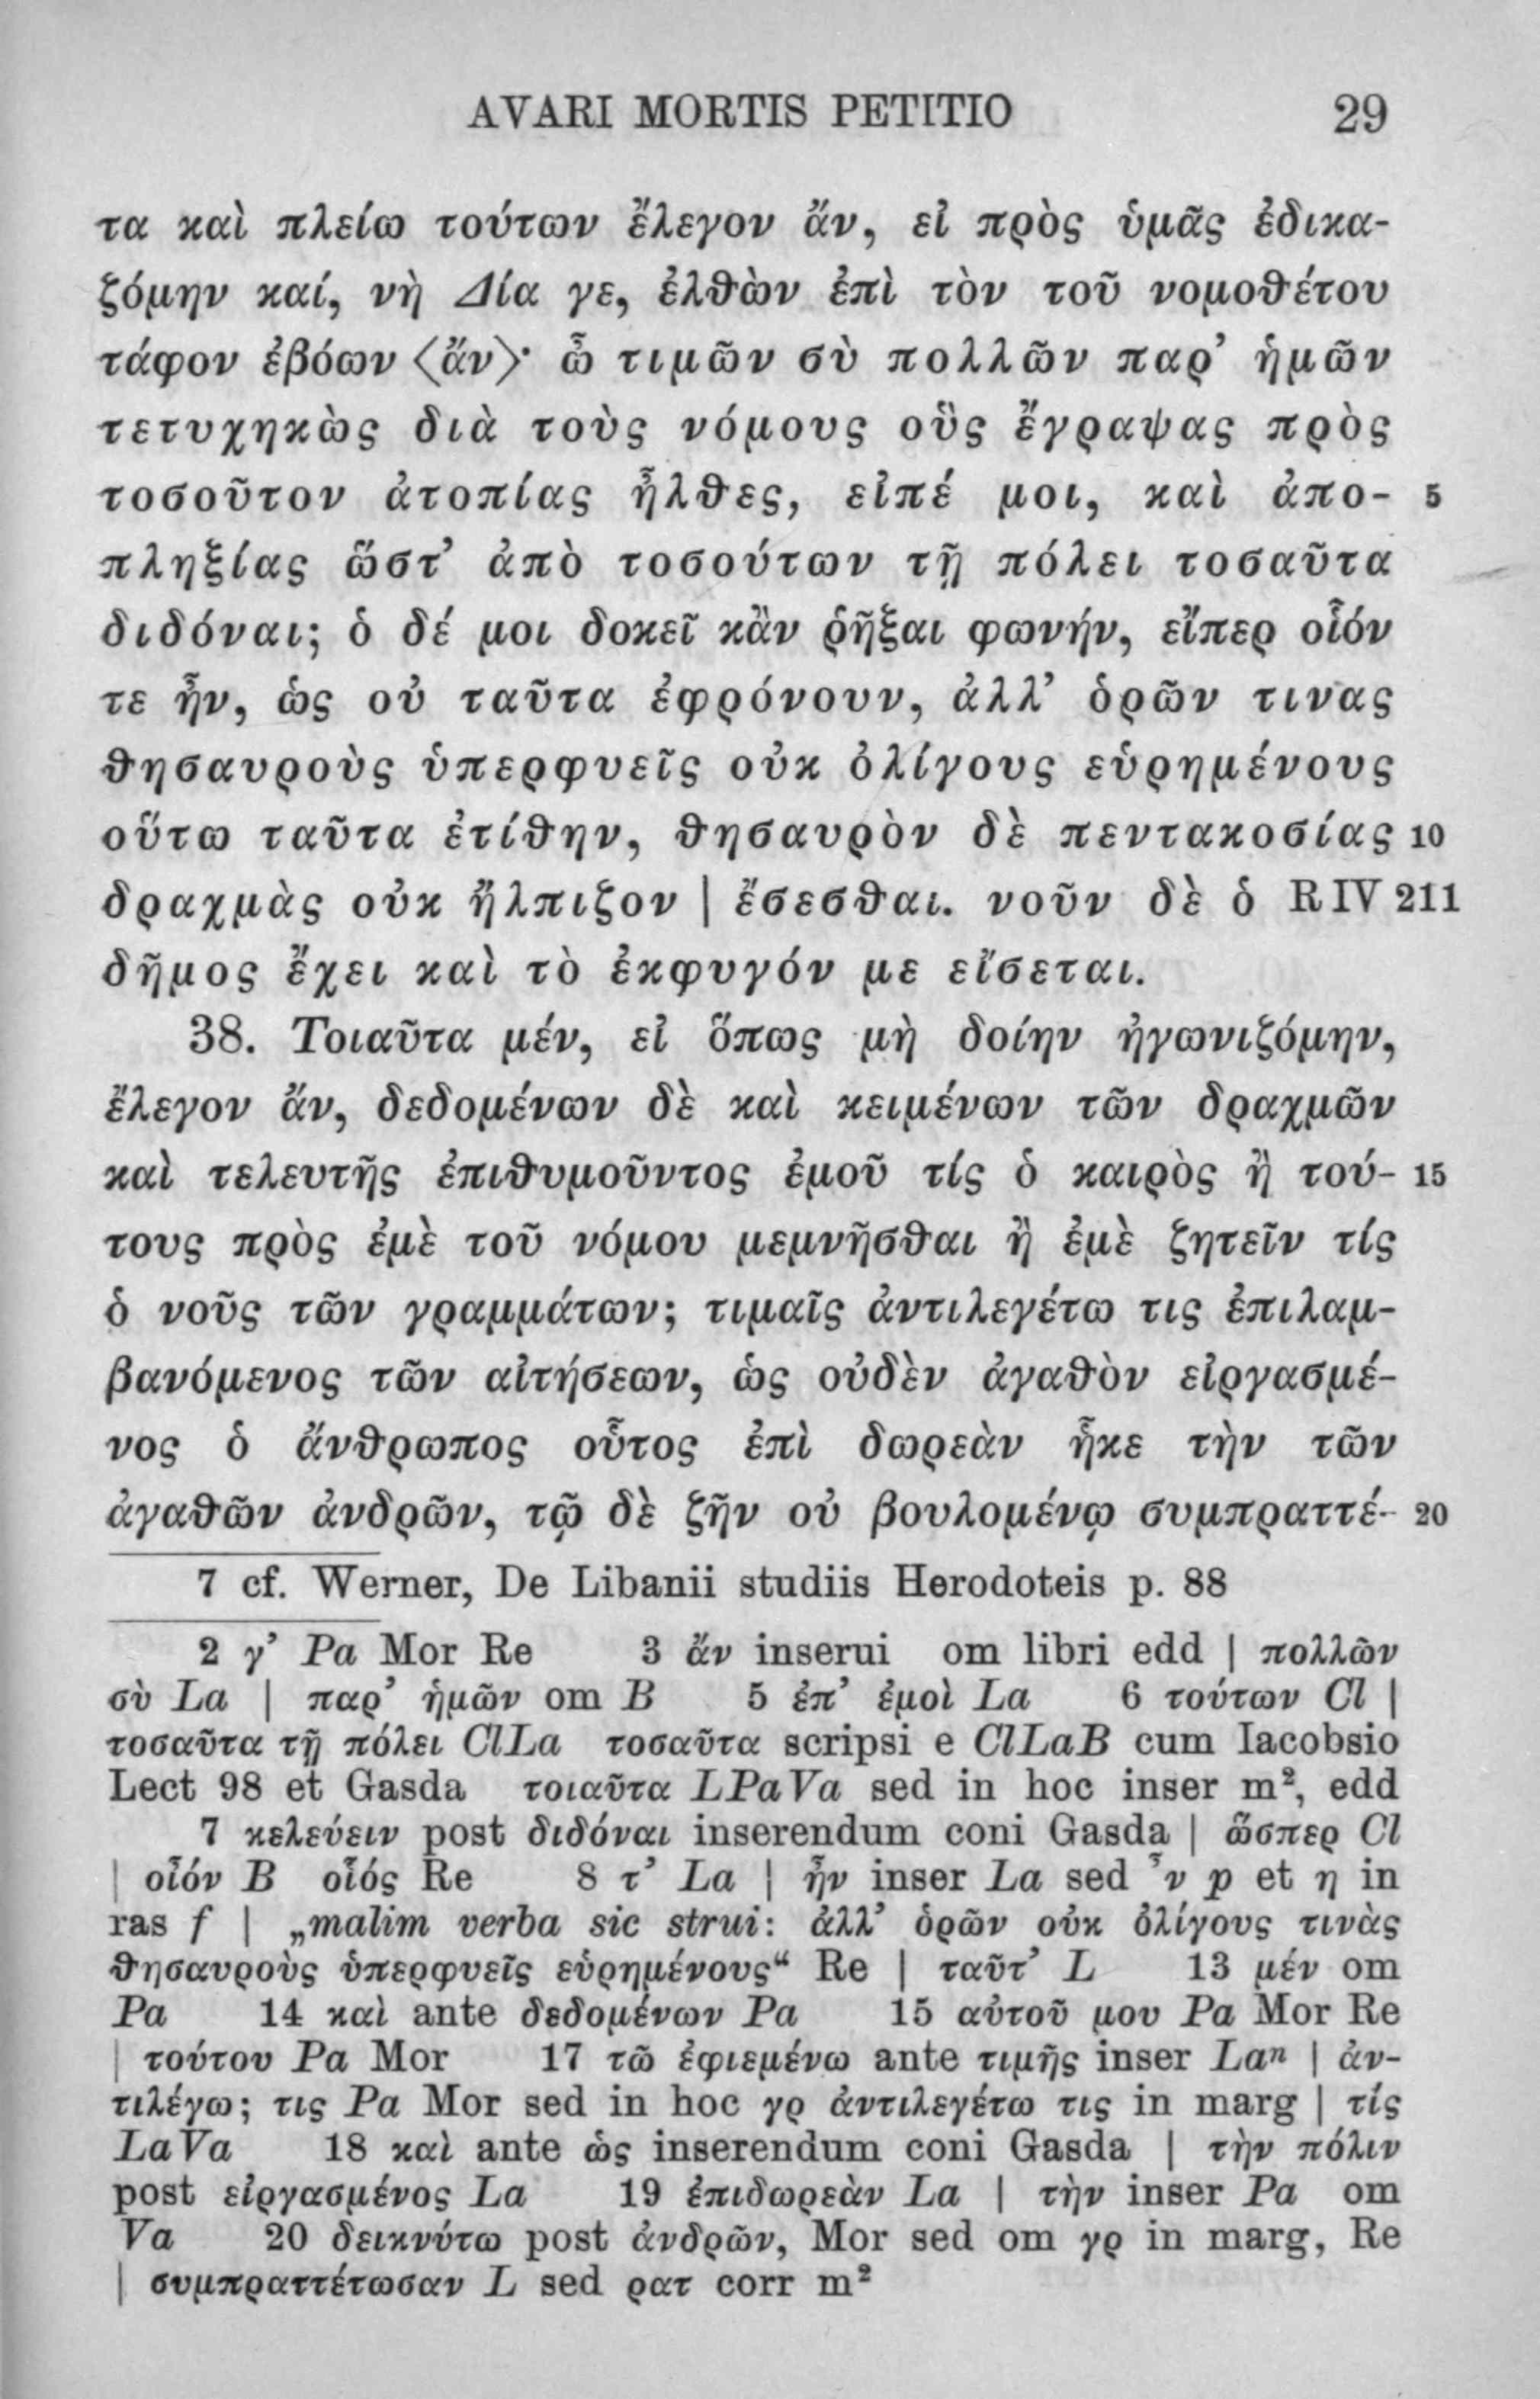 AVARI MORTIS PETITIO 29
τα καὶ πλείω τούτων ἔλεγον ἄν, εἰ πρὸς ὑμᾶς ἐδικα-
ζόμην καί, νὴ Δία γε, ἐλθὼν ἐπὶ τὸν τοῦ νομοθέτου
τάφον ἐβόων ⟨ἄν⟩· ὦ τιμῶν σὺ πολλῶν παρ’ ἡμῶν
τετυχηκὼς διὰ τοὺς νόμους οὓς ἔγραψας πρὸς
τοσοῦτον ἀτοπίας ἦλθες, εἰπέ μοι, καὶ ἀπο- 5
πληξίας ὥστ’ ἀπὸ τοσούτων τῇ πόλει τοσαῦτα
διδόναι; ὁ δέ μοι δοκεῖ κἂν ῥῆξαι φωνήν, εἴπερ οἷόν
τε ἦν, ὡς οὐ ταῦτα ἐφρόνουν, ἀλλ’ ὁρῶν τινας
θησαυροὺς ὑπερφυεῖς οὐκ ὀλίγους εὑρημένους
οὕτω ταῦτα ἐτίθην, θησαυρὸν δὲ πεντακοσίας 10
δραχμὰς οὐκ ἤλπιζον | ἔσεσθαι. νοῦν δὲ ὁ R IV 211
δῆμος ἔχει καὶ τὸ ἐκφυγόν με εἴσεται.
38. Τοιαῦτα μέν, εἰ ὅπως μὴ δοίην ἠγωνιζόμην,
ἔλεγον ἄν, δεδομένων δὲ καὶ κειμένων τῶν δραχμῶν
καὶ τελευτῆς ἐπιθυμοῦντος ἐμοῦ τίς ὁ καιρὸς ἢ τού- 15
τους πρὸς ἐμὲ τοῦ νόμου μεμνῆσθαι ἢ ἐμὲ ζητεῖν τίς
ὁ νοῦς τῶν γραμμάτων; τιμαῖς ἀντιλεγέτω τις ἐπιλαμ-
βανόμενος τῶν αἰτήσεων, ὡς οὐδὲν ἀγαθὸν εἰργασμέ-
νος ὁ ἄνθρωπος οὗτος ἐπὶ δωρεὰν ἧκε τὴν τῶν
ἀγαθῶν ἀνδρῶν, τῷ δὲ ζῆν οὐ βουλομένῳ συμπραττέ- 20
7 cf. Werner, De Libanii studiis Herodoteis p. 88
2 γ’ Pa Mor Re 3 ἄν inserui om libri edd | πολλῶν
σὺ La | παρ’ ἡμῶν om B 5 ἐπ’ ἐμοὶ La 6 τούτων Cl |
τοσαῦτα τῇ πόλει ClLa τοσαῦτα scripsi e ClLaB cum Iacobsio
Lect 98 et Gasda τοιαῦτα LPaVa sed in hoc inser m², edd
7 κελεύειν post διδόναι inserendum coni Gasda | ὥσπερ Cl
| οἷόν B οἷός Re 8 τ’ La | ἦν inser La sed ῏ν p et η in
ras f | „malim verba sic strui: ἀλλ’ ὁρῶν οὐκ ὀλίγους τινὰς
θησαυροὺς ὑπερφυεῖς εὑρημένους“ Re | ταῦτ’ L 13 μέν om
Pa 14 καὶ ante δεδομένων Pa 15 αὐτοῦ μου Pa Mor Re
| τούτου Pa Mor 17 τῶ ἐφιεμένω ante τιμῆς inser Laⁿ | ἀν-
τιλέγω; τις Pa Mor sed in hoc γρ ἀντιλεγέτω τις in marg | τίς
LaVa 18 καὶ ante ὡς inserendum coni Gasda | τὴν πόλιν
post εἰργασμένος La 19 ἐπιδωρεὰν La | τὴν inser Pa om
Va 20 δεικνύτω post ἀνδρῶν, Mor sed om γρ in marg, Re
| συμπραττέτωσαν L sed ρατ corr m²